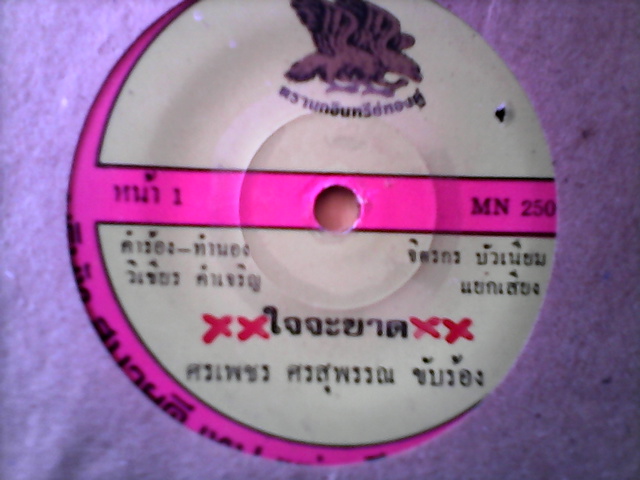 ตรานกอินทรีย์ทองคู่
หน้า 1
MN 250
คำร้อง-ทำนอง
วิเชียร คำเจริญ
จิตรกร บัวเนียม
แยกเสียง
ใจจะขาด
ศรเพชร ศรสุพรรณ ขับร้อง